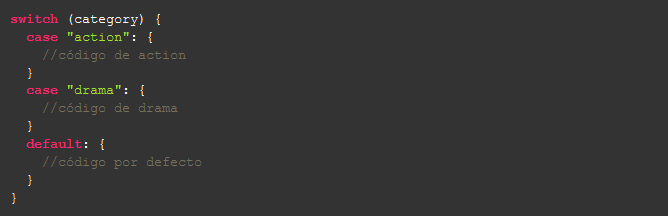 switch (category) {
  case "action": {
    //código de action
  }
  case "drama": {
    //código de drama
  }
  default: {
    //código por defecto
  }
}